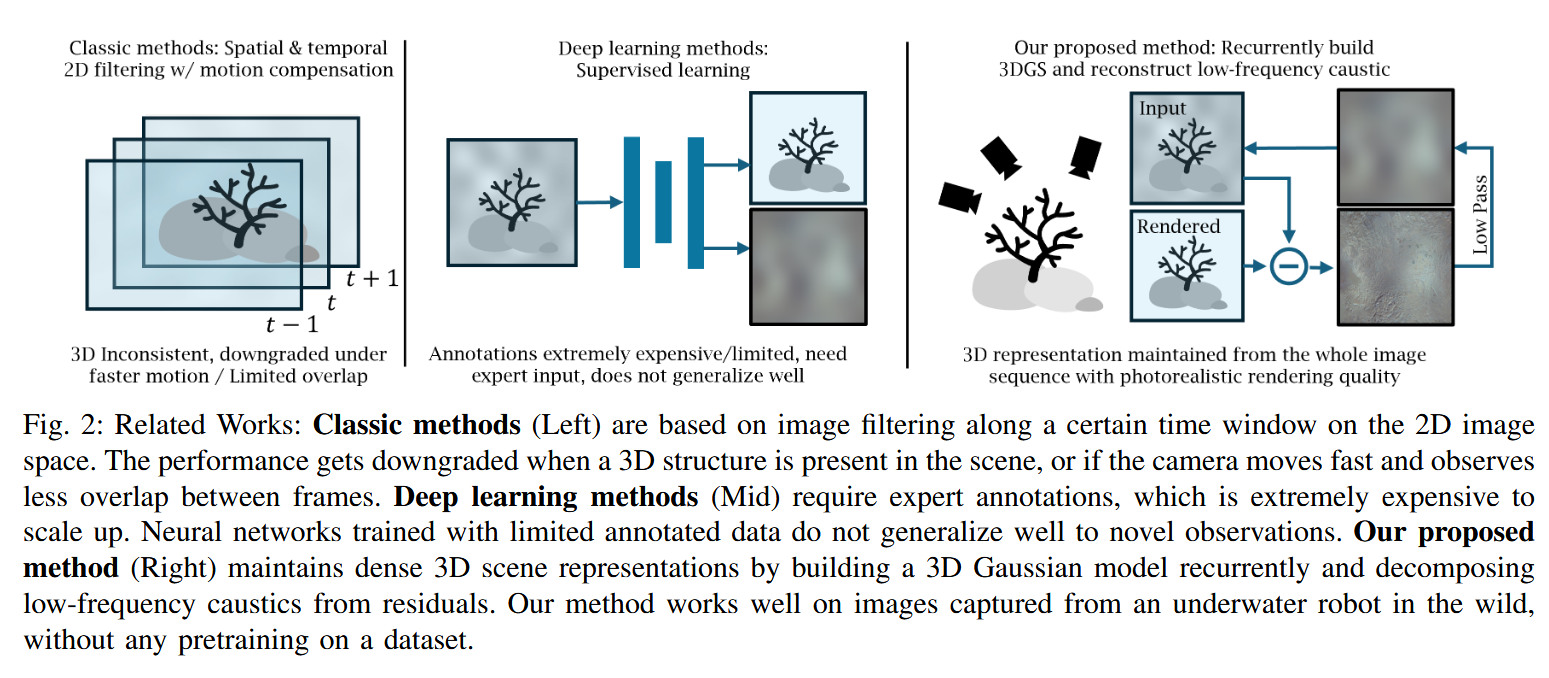 Classic methods: Spatial & temporal
2D filtering w/ motion compensation
t + 1
t
t − 1
3D Inconsistent, downgraded under
faster motion / Limited overlap
Deep learning methods:
Supervised learning
Annotations extremely expensive/limited, need
expert input, does not generalize well
Our proposed method: Recurrently build
3DGS and reconstruct low-frequency caustic
Input
Rendered
Low Pass
3D representation maintained from the whole image
sequence with photorealistic rendering quality
Fig. 2: Related Works: Classic methods (Left) are based on image filtering along a certain time window on the 2D image
space. The performance gets downgraded when a 3D structure is present in the scene, or if the camera moves fast and observes
less overlap between frames. Deep learning methods (Mid) require expert annotations, which is extremely expensive to
scale up. Neural networks trained with limited annotated data do not generalize well to novel observations. Our proposed
method (Right) maintains dense 3D scene representations by building a 3D Gaussian model recurrently and decomposing
low-frequency caustics from residuals. Our method works well on images captured from an underwater robot in the wild,
without any pretraining on a dataset.